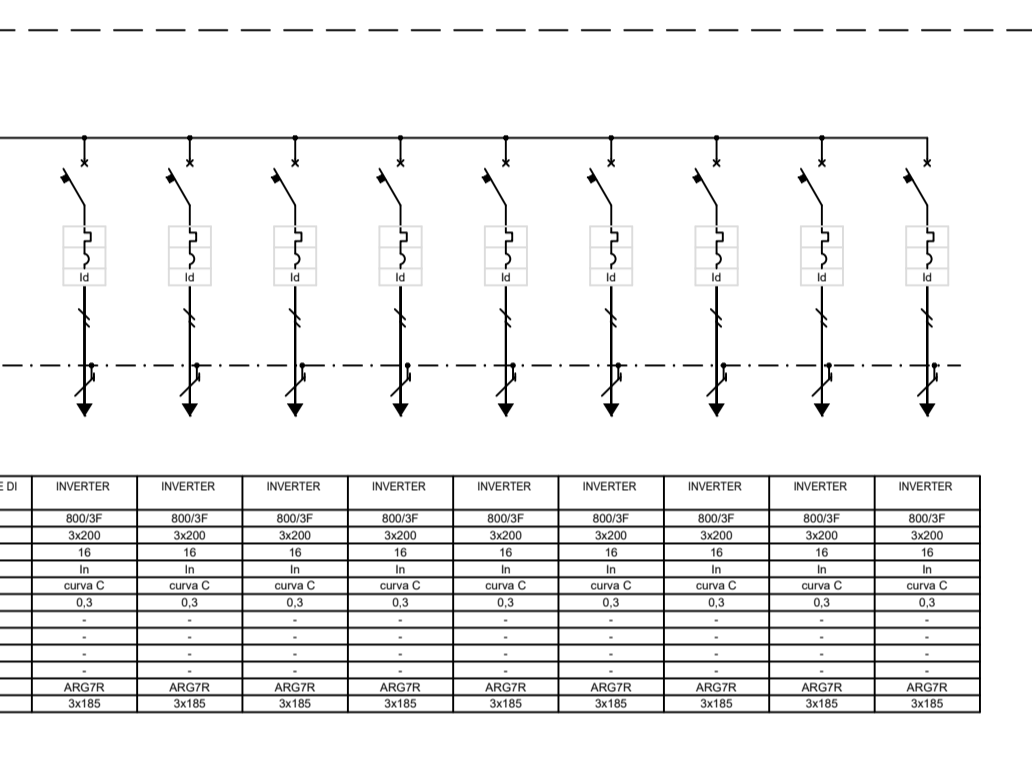 Id Id Id Id Id Id Id Id Id
E DI INVERTER INVERTER INVERTER INVERTER INVERTER INVERTER INVERTER INVERTER INVERTER
800/3F 800/3F 800/3F 800/3F 800/3F 800/3F 800/3F 800/3F 800/3F
3x200 3x200 3x200 3x200 3x200 3x200 3x200 3x200 3x200
16 16 16 16 16 16 16 16 16
In In In In In In In In In
curva C curva C curva C curva C curva C curva C curva C curva C curva C
0,3 0,3 0,3 0,3 0,3 0,3 0,3 0,3 0,3
- - - - - - - - -
- - - - - - - - -
- - - - - - - - -
- - - - - - - - -
ARG7R ARG7R ARG7R ARG7R ARG7R ARG7R ARG7R ARG7R ARG7R
3x185 3x185 3x185 3x185 3x185 3x185 3x185 3x185 3x185